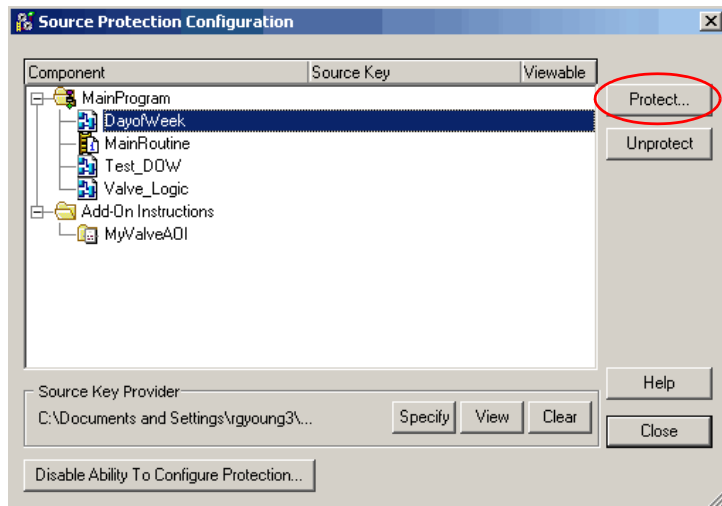 Source Protection Configuration
Component Source Key Viewable
MainProgram
DayofWeek
MainRoutine
Test_DOW
Valve_Logic
Add-On Instructions
MyValveAOI
Protect...
Unprotect
Source Key Provider
C:\Documents and Settings\rgyoung3\...
Specify View Clear
Help
Close
Disable Ability To Configure Protection...